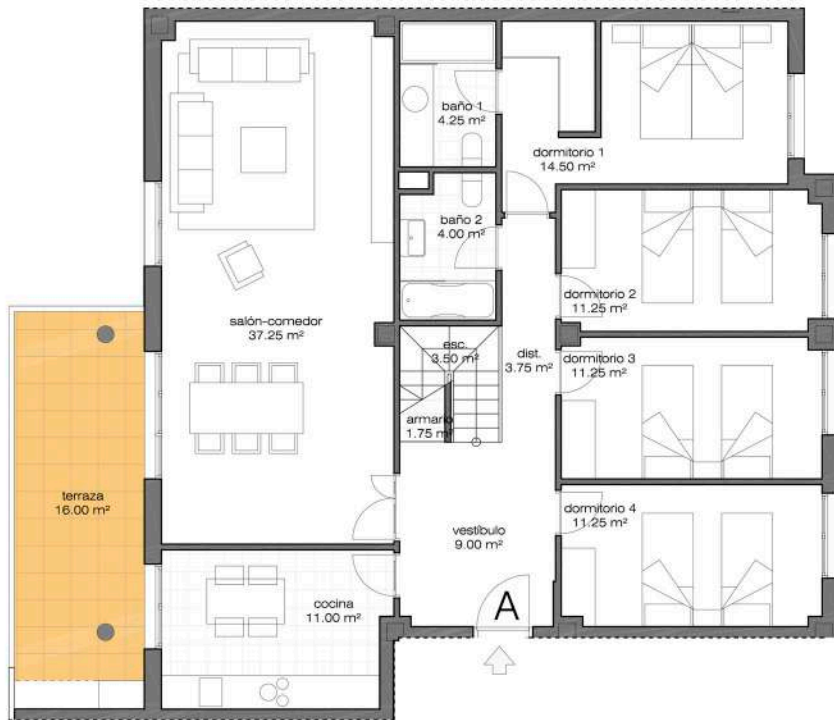 baño 1
4.25 m²
dormitorio 1
14.50 m²
baño 2
4.00 m²
dormitorio 2
11.25 m²
salón-comedor
37.25 m²
esc.
3.50 m²
dist.
3.75 m²
dormitorio 3
11.25 m²
armario
1.75 m²
terraza
16.00 m²
vestíbulo
9.00 m²
dormitorio 4
11.25 m²
cocina
11.00 m²
A